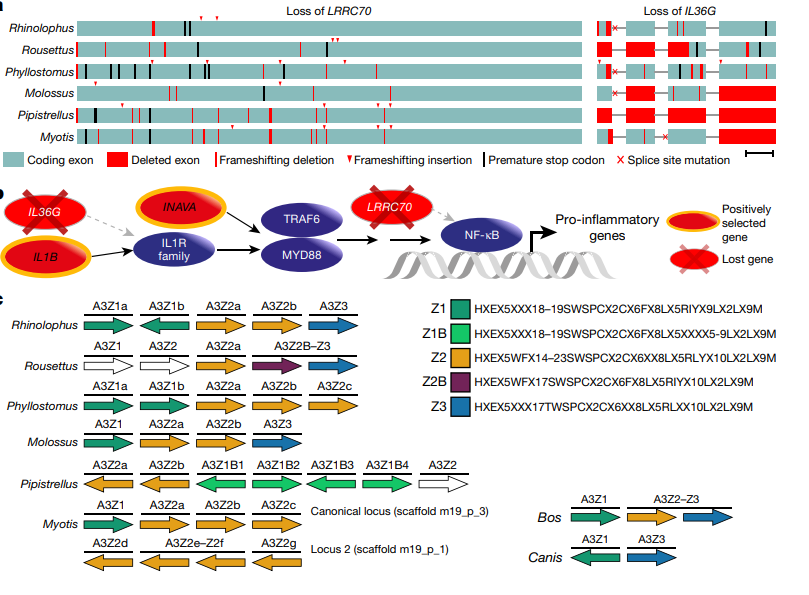 a
Loss of LRRC70
Loss of IL36G
Rhinolophus
Rousettus
Phyllostomus
Molossus
Pipistrellus
Myotis
Coding exon
Deleted exon
Frameshifting deletion
Frameshifting insertion
Premature stop codon
Splice site mutation
b
IL36G
INAVA
LRRC70
IL1B
IL1R family
TRAF6
MYD88
NF-κB
Pro-inflammatory
genes
Positively
selected
gene
Lost gene
c
A3Z1a A3Z1b A3Z2a A3Z2b A3Z3
Rhinolophus
A3Z1 A3Z2 A3Z2a A3Z2B–Z3
Rousettus
A3Z1a A3Z1b A3Z2a A3Z2b A3Z2c
Phyllostomus
A3Z1 A3Z2a A3Z2b A3Z3
Molossus
A3Z2a A3Z2b A3Z1B1 A3Z1B2 A3Z1B3 A3Z1B4 A3Z2
Pipistrellus
A3Z1 A3Z2a A3Z2b A3Z2c
Myotis
Canonical locus (scaffold m19_p_3)
A3Z2d A3Z2e–Z2f A3Z2g
Locus 2 (scaffold m19_p_1)
Z1 HXEX5XXX18–19SWSPCX2CX6FX8LX5RIYX9LX2LX9M
Z1B HXEX5XXX18–19SWSPCX2CX6FX8LX5XXXX5-9LX2LX9M
Z2 HXEX5WFX14–23SWSPCX2CX6XX8LX5RLYX10LX2LX9M
Z2B HXEX5WFX17SWSPCX2CX6FX8LX5RIYX10LX2LX9M
Z3 HXEX5XXX17TWSPCX2CX6XX8LX5RLXX10LX2LX9M
A3Z1 A3Z2–Z3
Bos
A3Z1 A3Z3
Canis